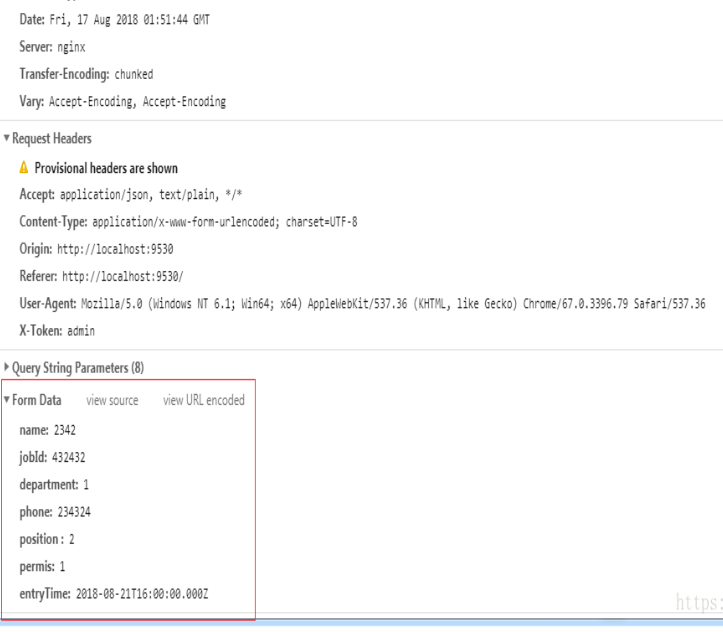 Date: Fri, 17 Aug 2018 01:51:44 GMT
Server: nginx
Transfer-Encoding: chunked
Vary: Accept-Encoding, Accept-Encoding
Request Headers
Provisional headers are shown
Accept: application/json, text/plain, */*
Content-Type: application/x-www-form-urlencoded; charset=UTF-8
Origin: http://localhost:9530
Referer: http://localhost:9530/
User-Agent: Mozilla/5.0 (Windows NT 6.1; Win64; x64) AppleWebKit/537.36 (KHTML, like Gecko) Chrome/67.0.3396.79 Safari/537.36
X-Token: admin
Query String Parameters (8)
Form Data view source view URL encoded
name: 2342
jobId: 432432
department: 1
phone: 234324
position : 2
permis: 1
entryTime: 2018-08-21T16:00:00.000Z
https: